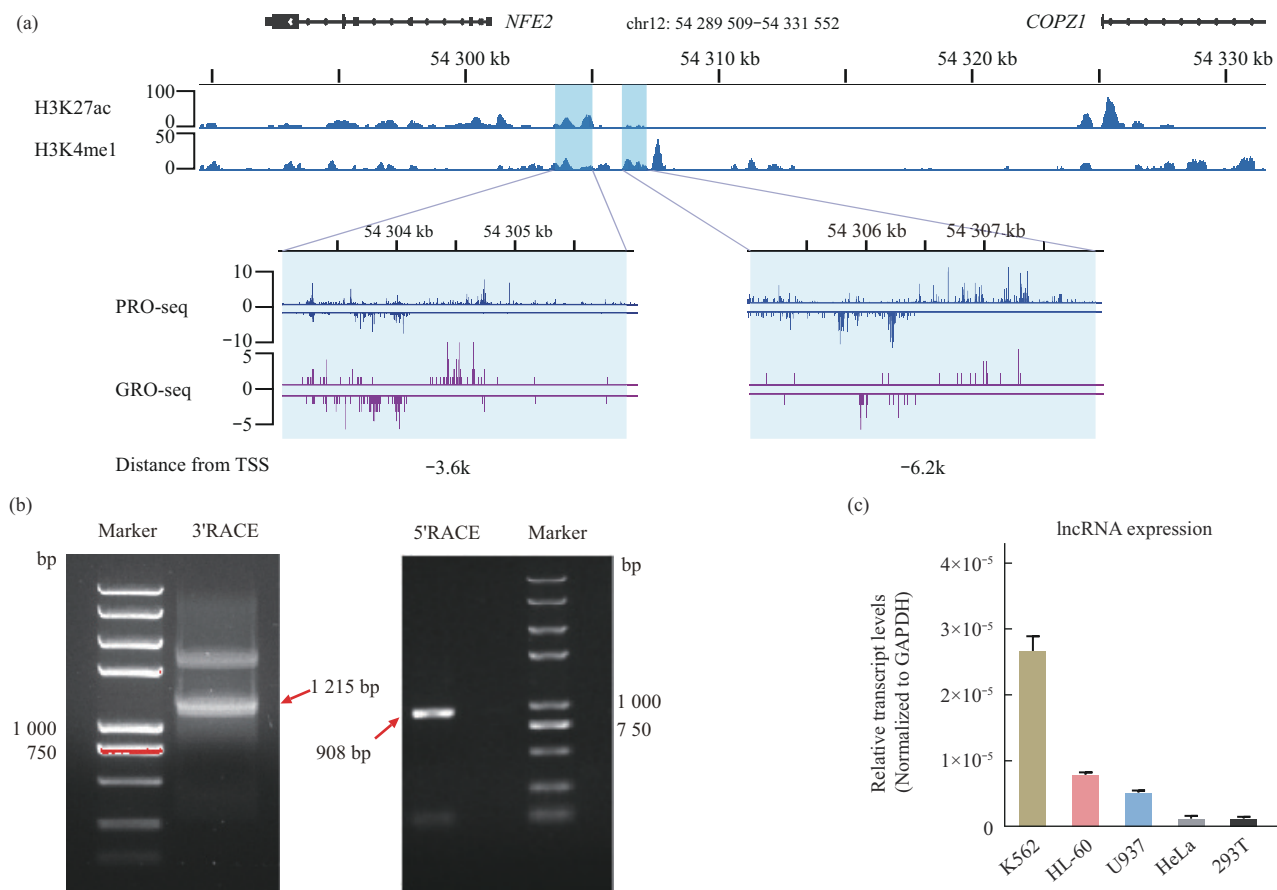 (a)
NFE2
chr12: 54 289 509−54 331 552
COPZ1
54 300 kb
54 310 kb
54 320 kb
54 330 kb
H3K27ac
100
0
H3K4me1
50
0
54 304 kb
54 305 kb
54 306 kb
54 307 kb
PRO-seq
10
0
−10
GRO-seq
5
0
−5
Distance from TSS
−3.6k
−6.2k
(b)
Marker
3'RACE
5'RACE
Marker
bp
bp
1 215 bp
1 000
750
908 bp
1 000
7 50
(c)
lncRNA expression
Relative transcript levels
(Normalized to GAPDH)
4×10⁻⁵
3×10⁻⁵
2×10⁻⁵
1×10⁻⁵
0
K562
HL-60
U937
HeLa
293T